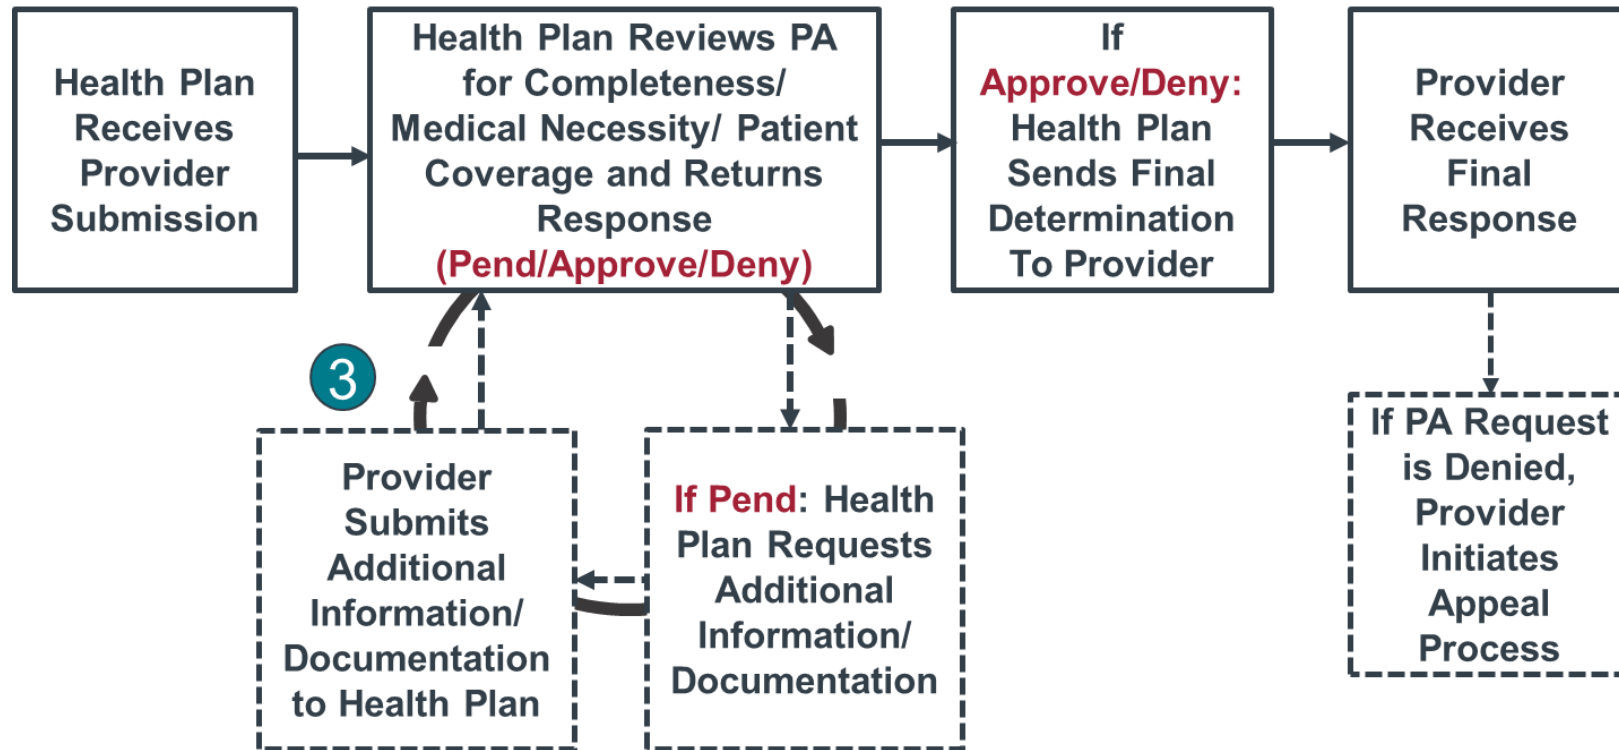 Health Plan
Receives
Provider
Submission
Health Plan Reviews PA
for Completeness/
Medical Necessity/ Patient
Coverage and Returns
Response
(Pend/Approve/Deny)
If
Approve/Deny:
Health Plan
Sends Final
Determination
To Provider
Provider
Receives
Final
Response
3
Provider
Submits
Additional
Information/
Documentation
to Health Plan
If Pend: Health
Plan Requests
Additional
Information/
Documentation
If PA Request
is Denied,
Provider
Initiates
Appeal
Process